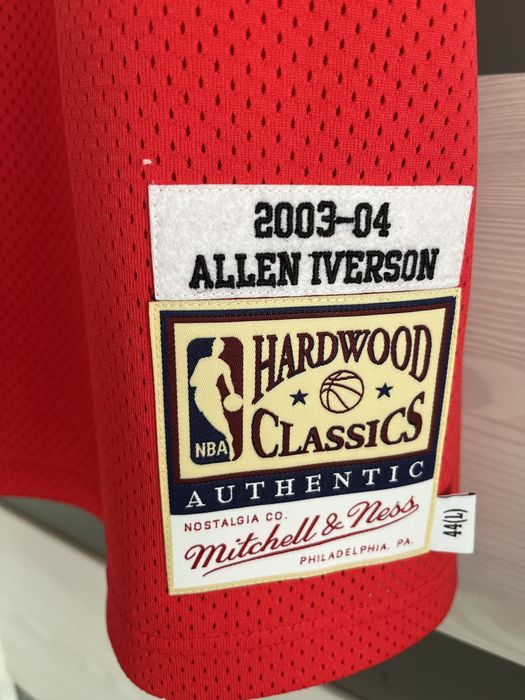 2003-04
ALLEN IVERSON
HARDWOOD
NBA
CLASSICS
AUTHENTIC
NOSTALGIA CO.
Mitchell & Ness
PHILADELPHIA, PA.
44(L)